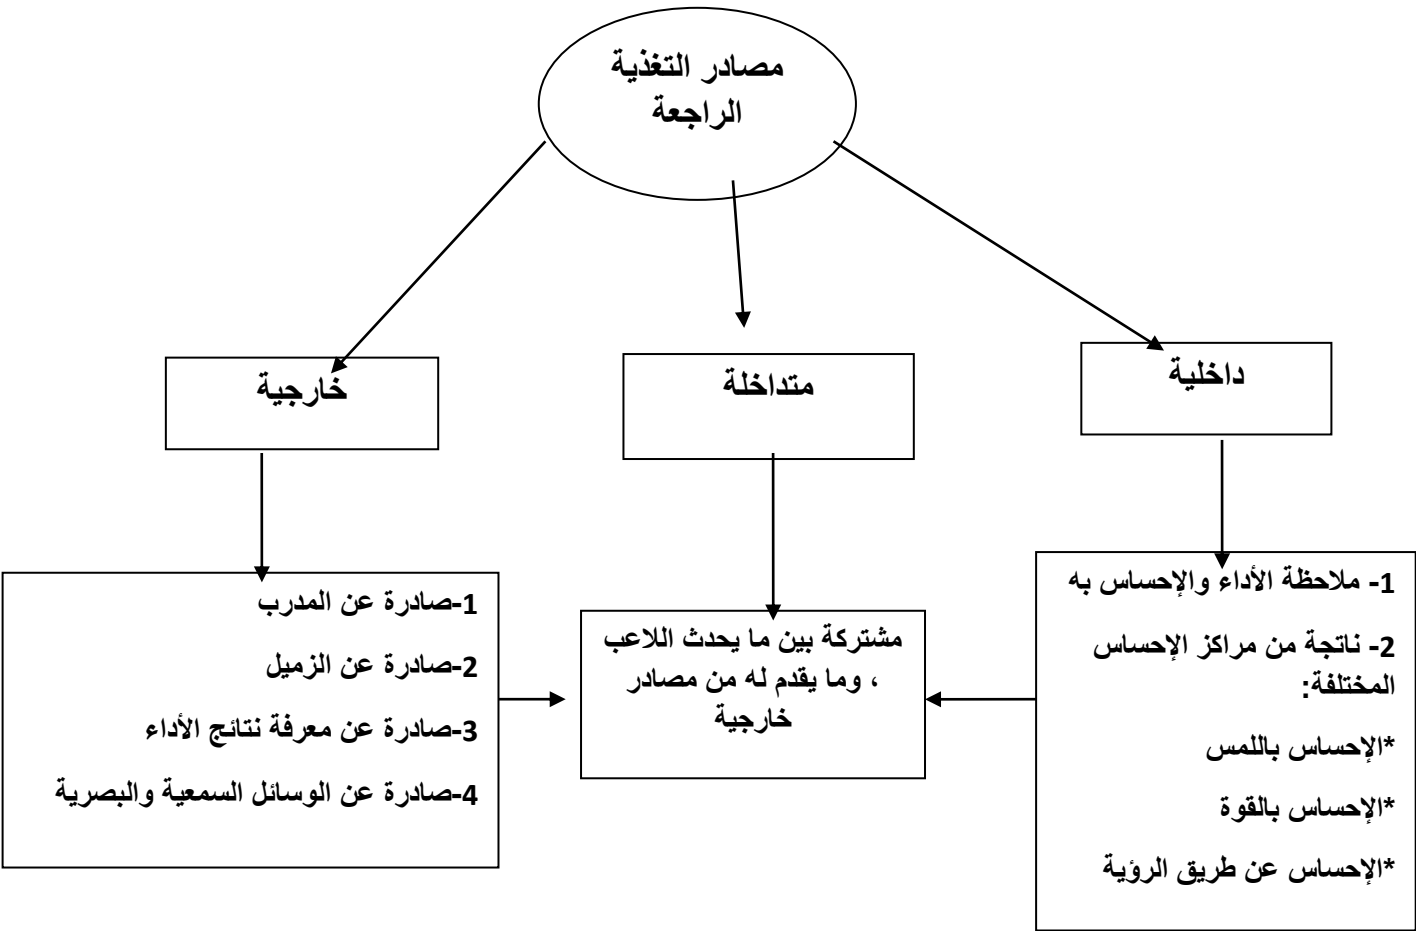 مصادر التغذية
الراجعة
داخلية
متداخلة
خارجية
1- ملاحظة الأداء والإحساس به
2- ناتجة من مراكز الإحساس
المختلفة:
*الإحساس باللمس
*الإحساس بالقوة
*الإحساس عن طريق الرؤية
مشتركة بين ما يحدث اللاعب
، وما يقدم له من مصادر
خارجية
1-صادرة عن المدرب
2-صادرة عن الزميل
3-صادرة عن معرفة نتائج الأداء
4-صادرة عن الوسائل السمعية والبصرية